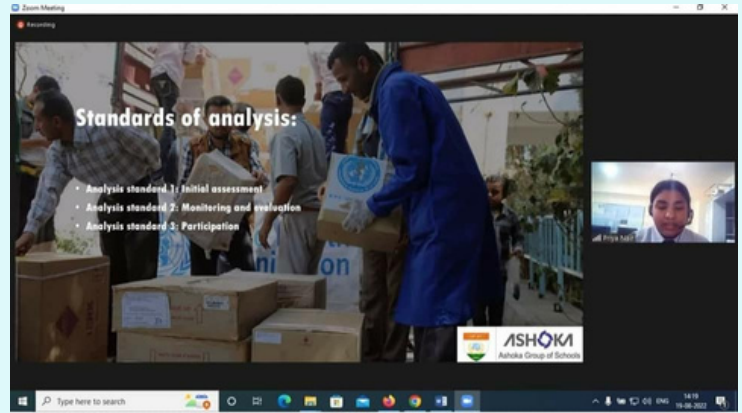 Zoom Meeting
Recording
Standards of analysis:
• Analysis standard 1: Initial assessment
• Analysis standard 2: Monitoring and evaluation
• Analysis standard 3: Participation
on
ASHOKA
Ashoka Group of Schools
Type here to search
ENG
14:19
19-08-2022